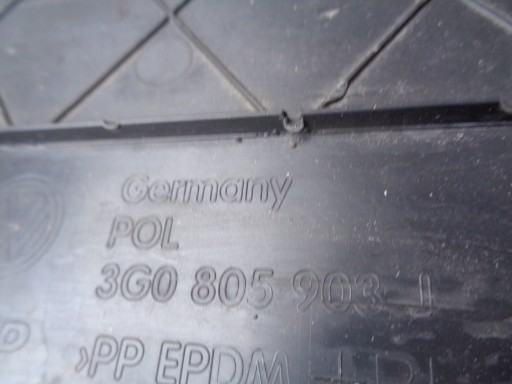 Germany
POL
3G0 805 903 J
>PP EPDM